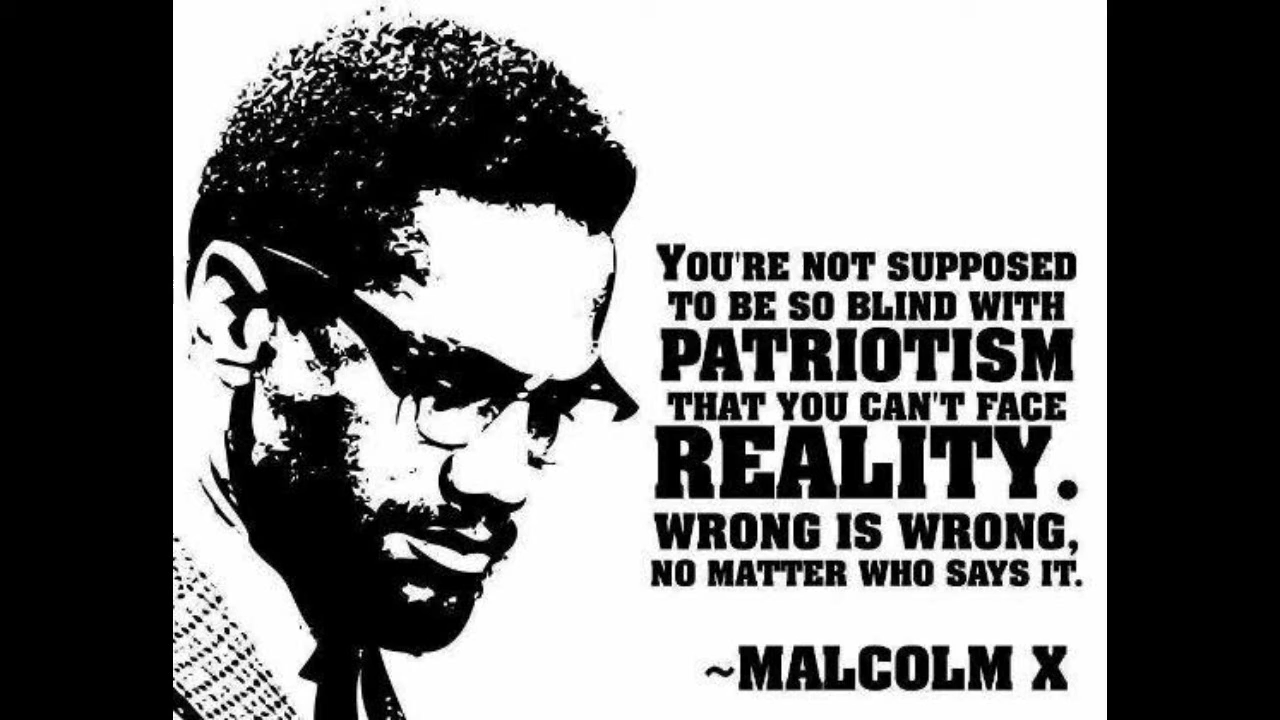 YOU'RE NOT SUPPOSED
TO BE SO BLIND WITH
PATRIOTISM
THAT YOU CAN'T FACE
REALITY.
WRONG IS WRONG,
NO MATTER WHO SAYS IT.
~MALCOLM X